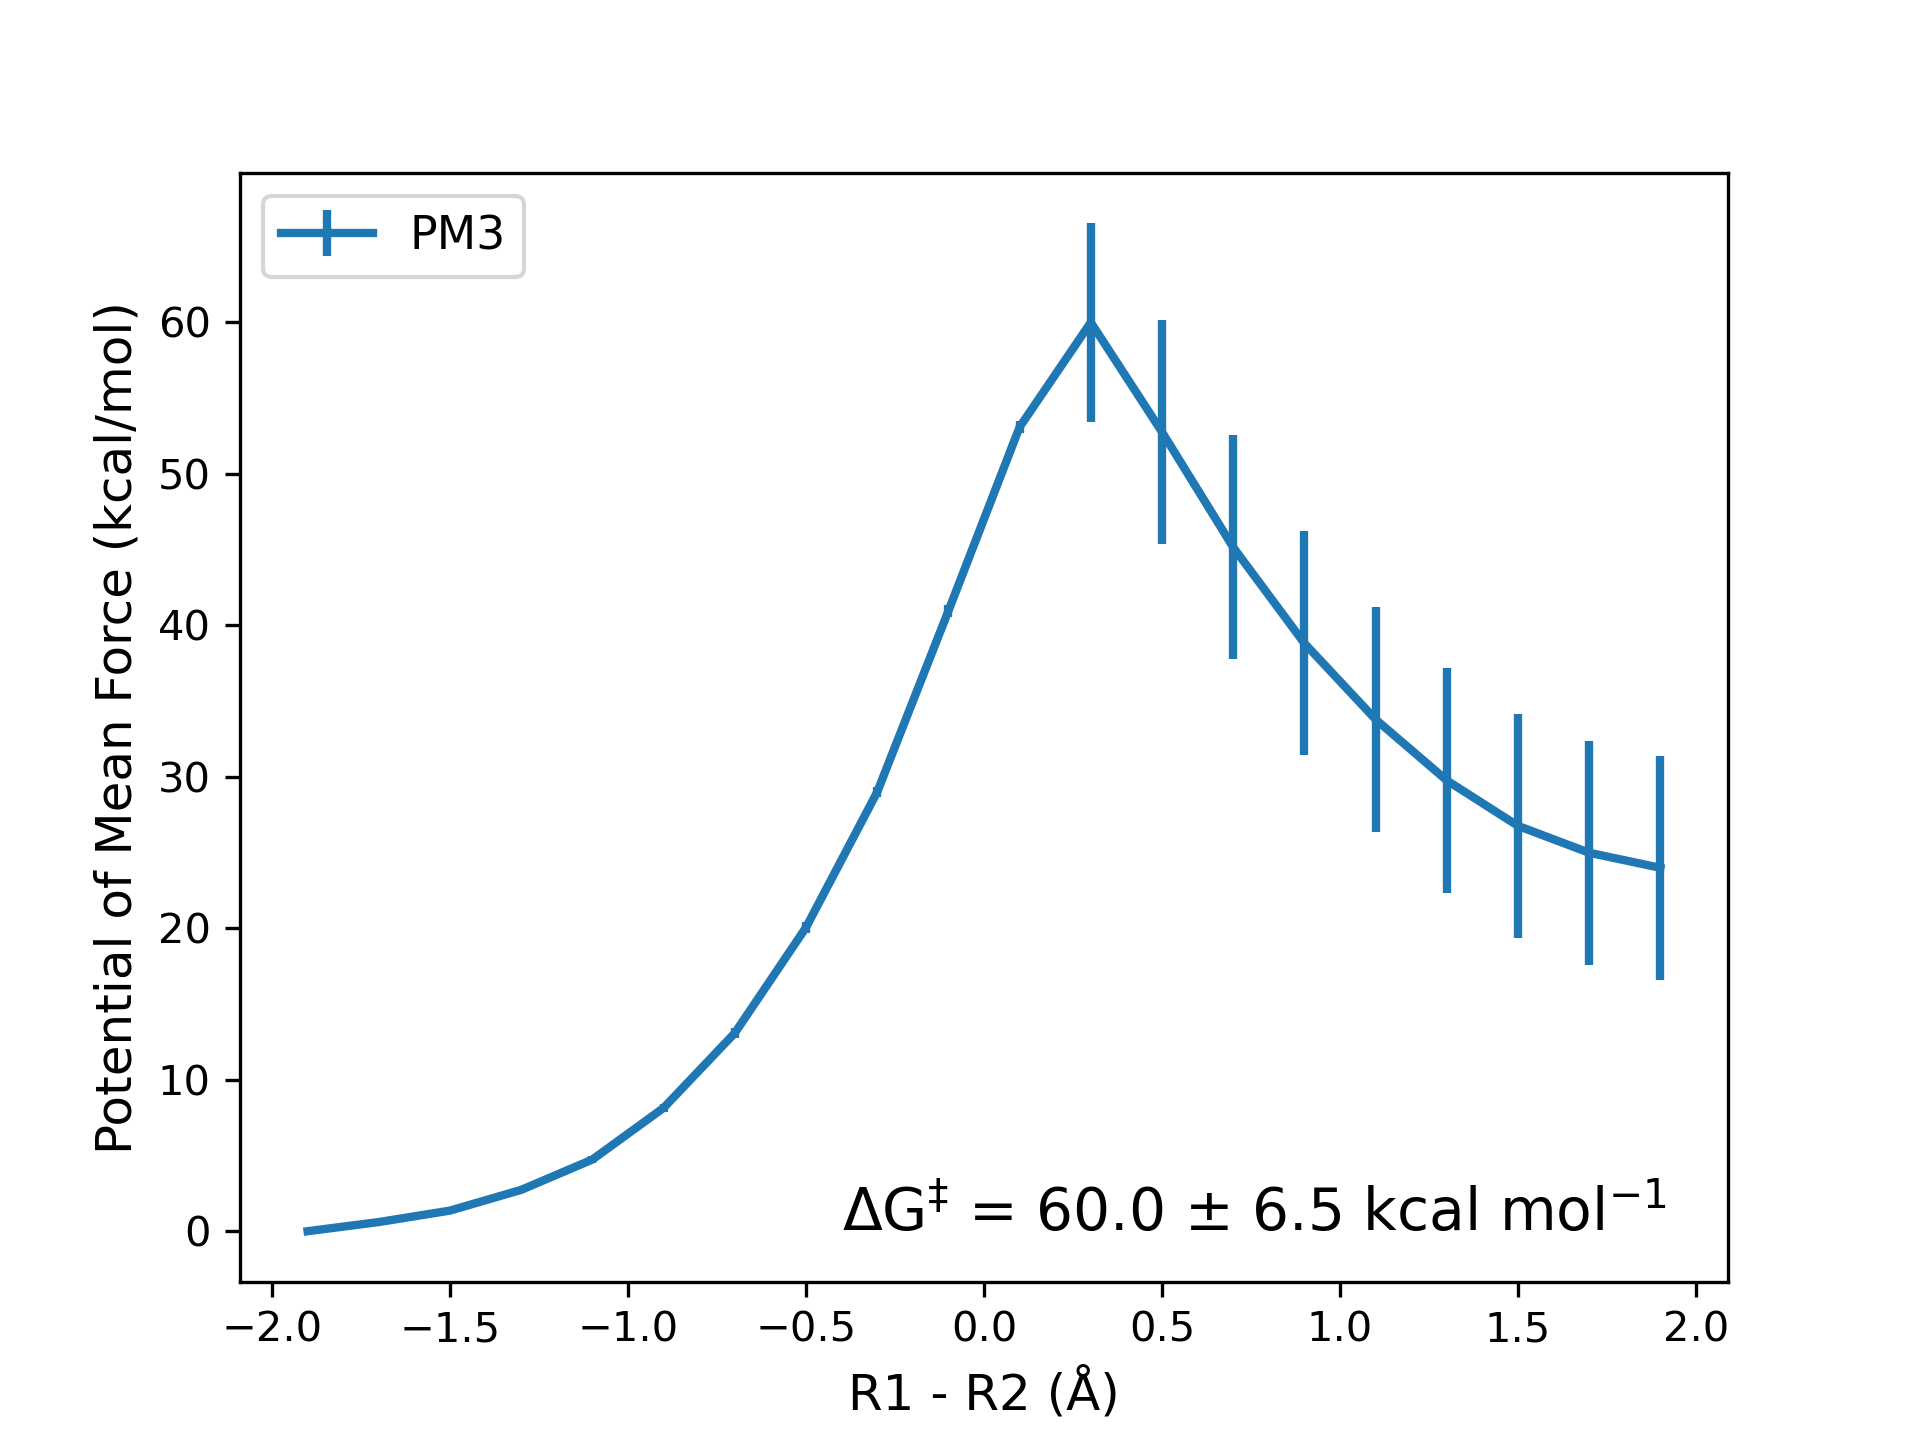 PM3
Potential of Mean Force (kcal/mol)
60
50
40
30
20
10
0
ΔG‡ = 60.0 ± 6.5 kcal mol⁻¹
−2.0 −1.5 −1.0 −0.5 0.0 0.5 1.0 1.5 2.0
R1 - R2 (Å)